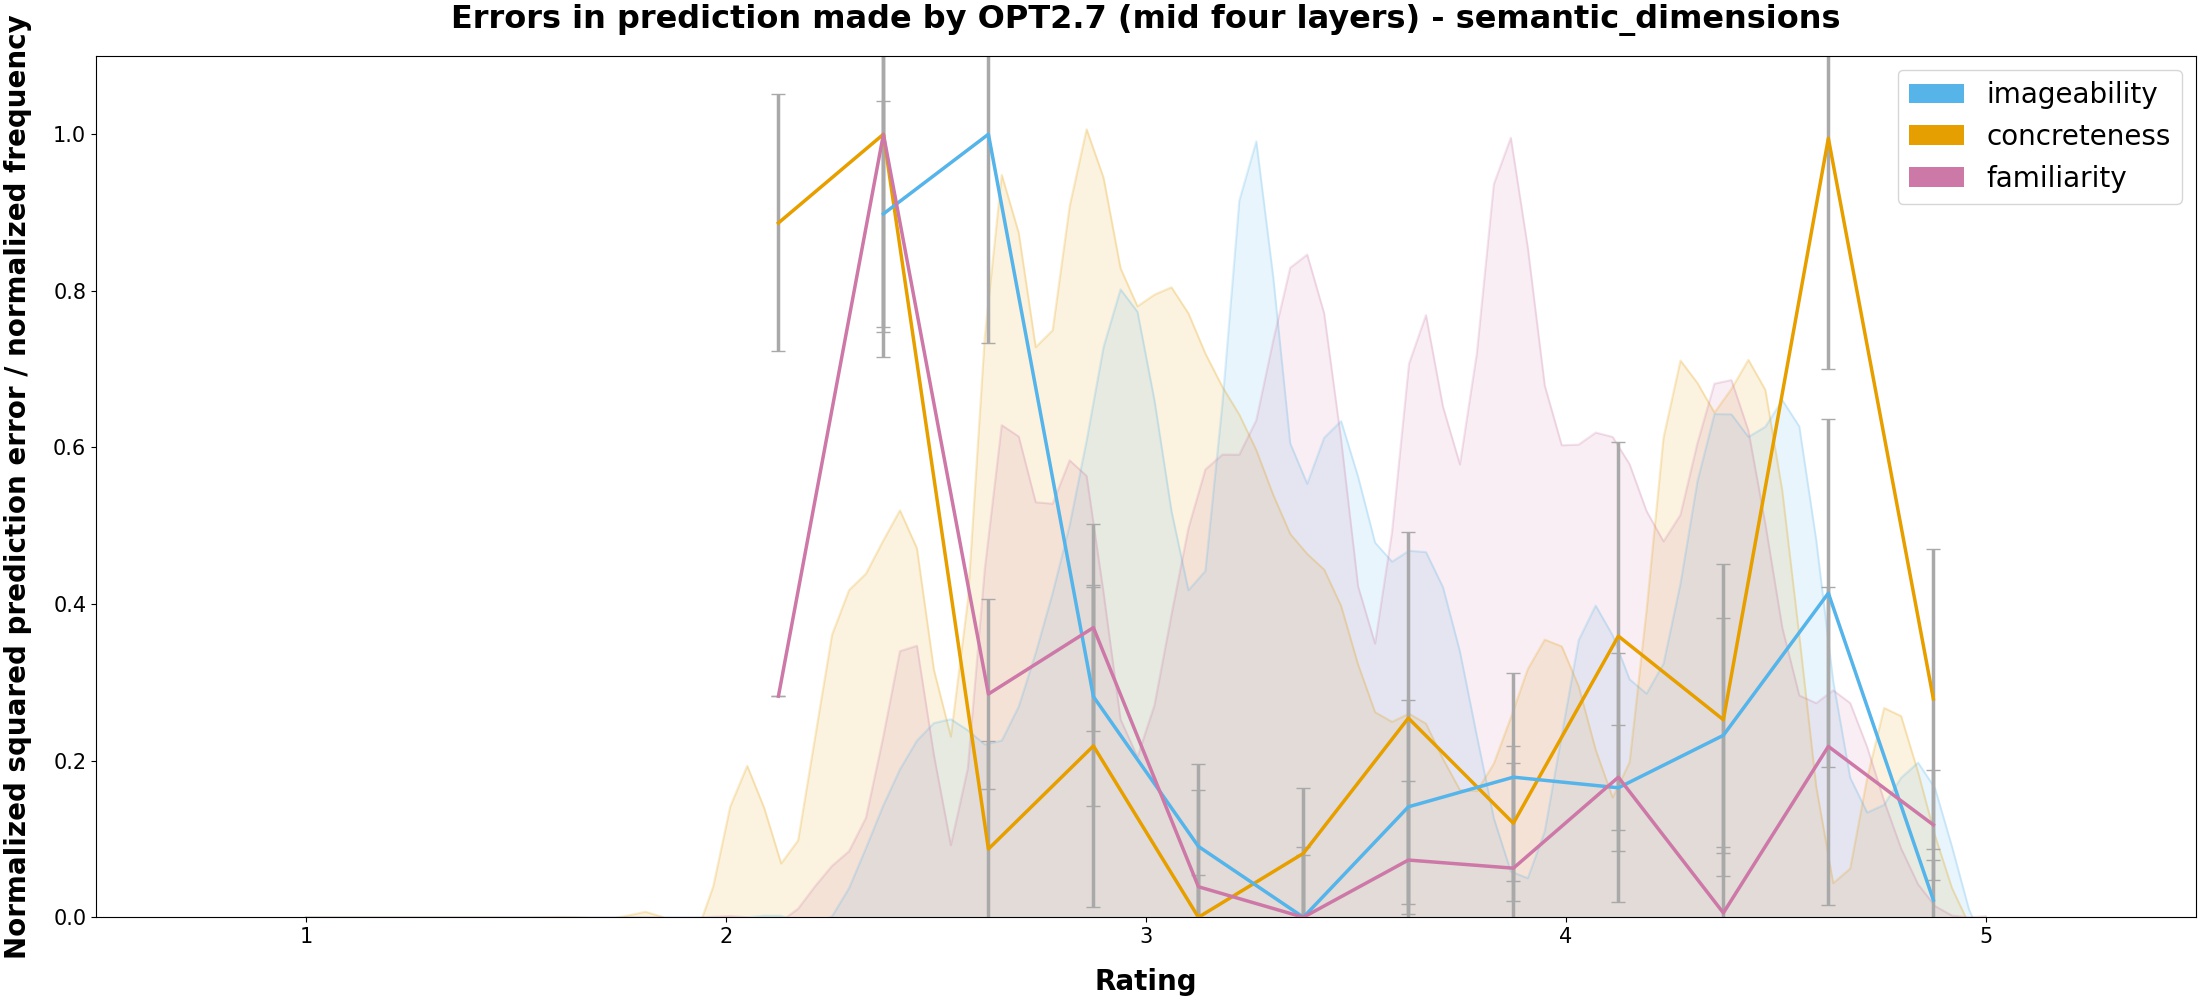 Errors in prediction made by OPT2.7 (mid four layers) - semantic_dimensions
Normalized squared prediction error / normalized frequency
1.0
0.8
0.6
0.4
0.2
0.0
imageability
concreteness
familiarity
1 2 3 4 5
Rating